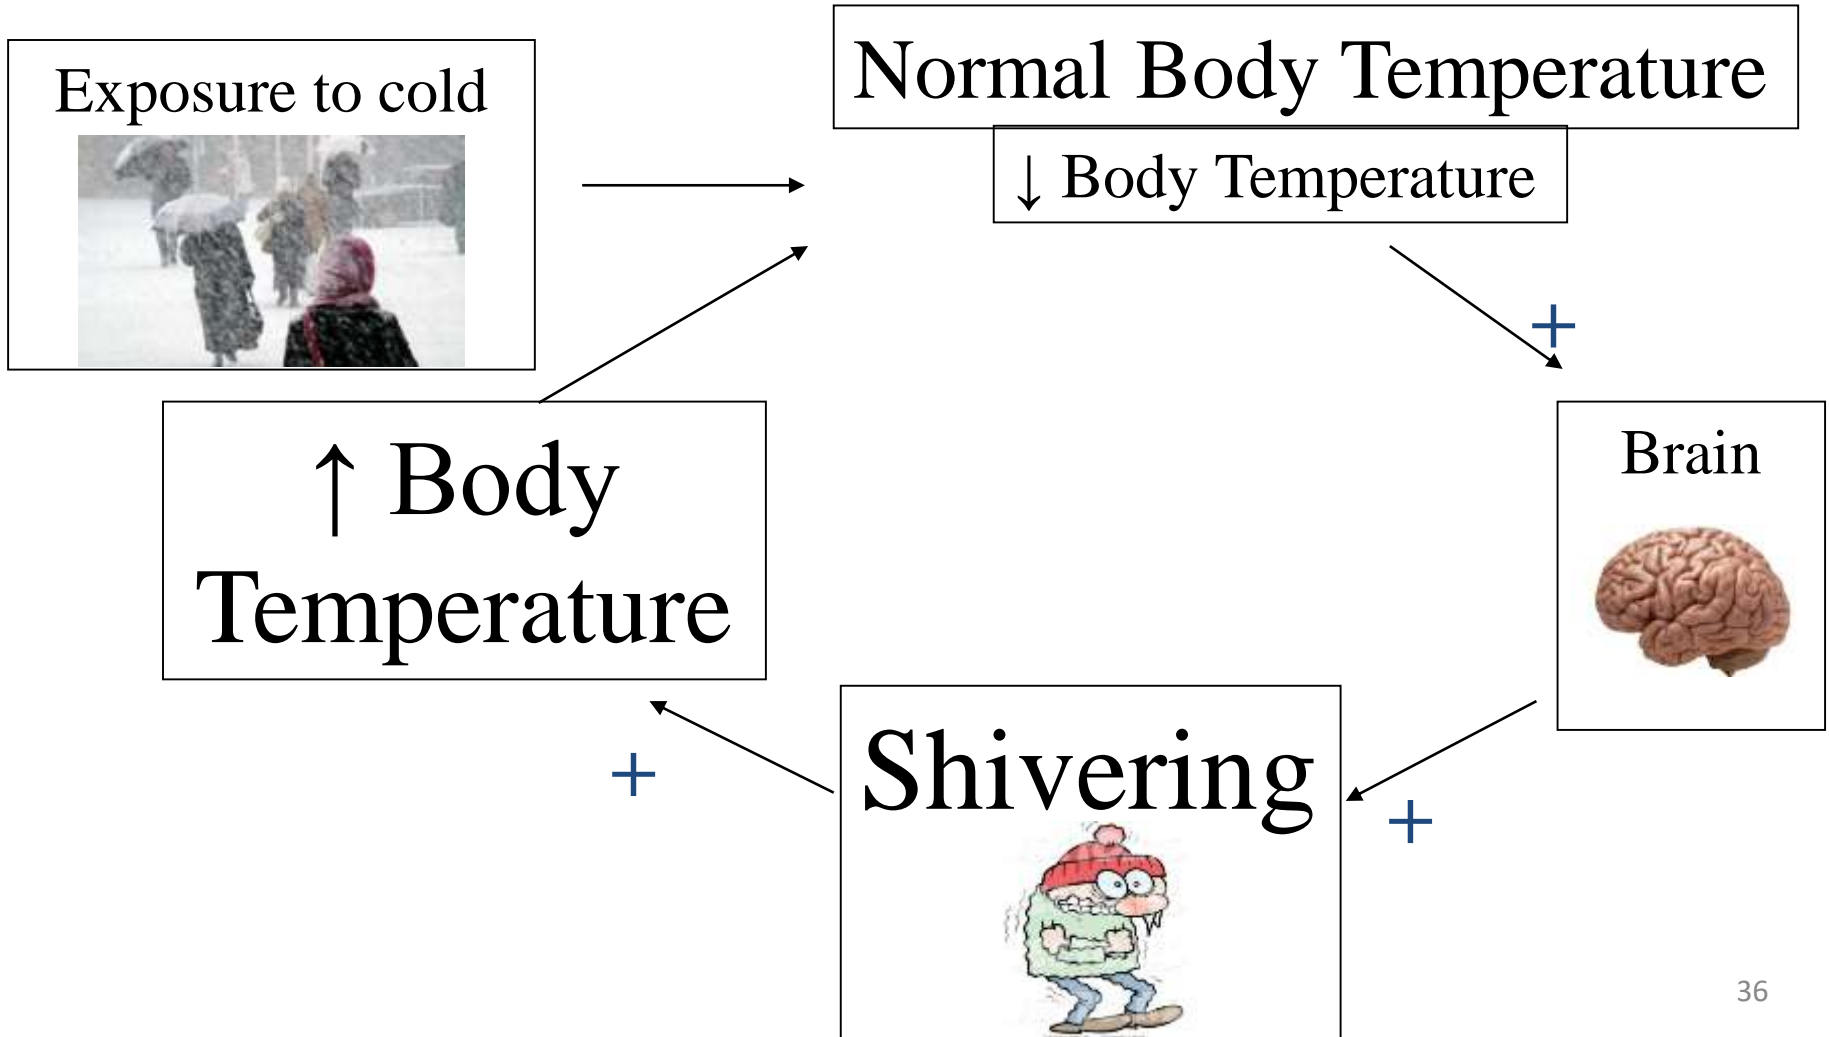 Exposure to cold
Normal Body Temperature
↓ Body Temperature
+
Brain
↑ Body
Temperature
Shivering
+
+
36